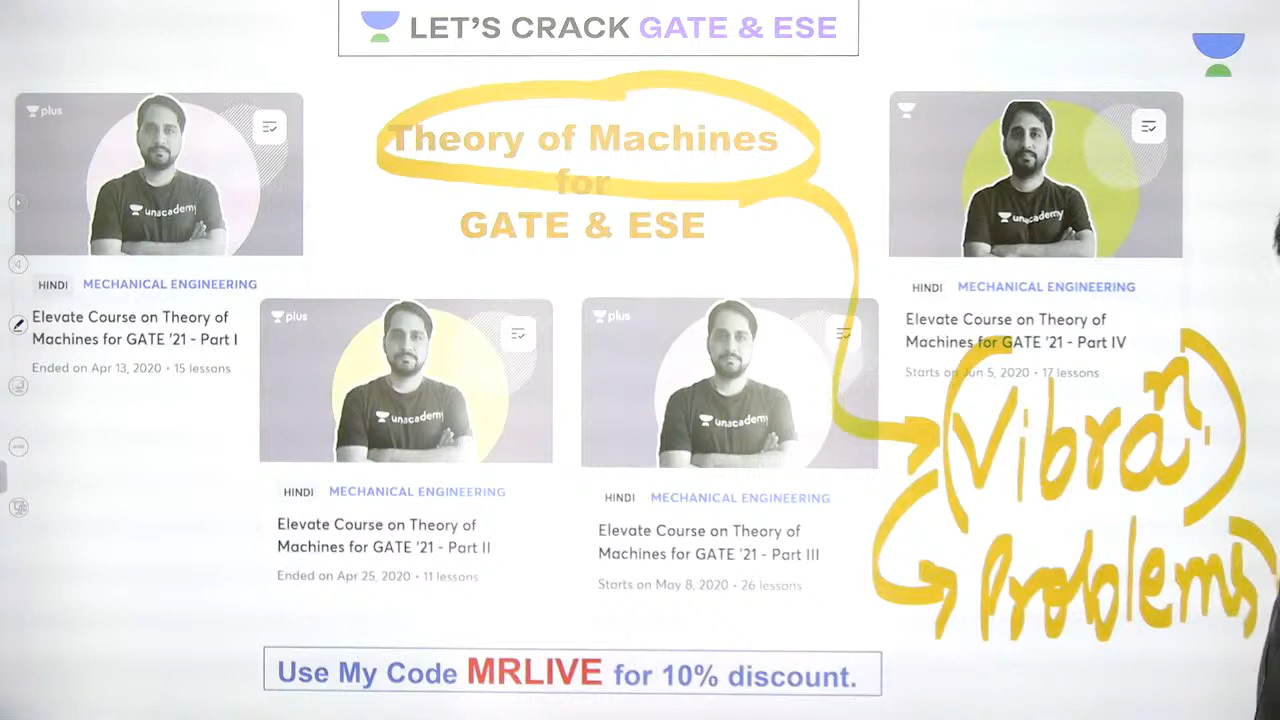 LET'S CRACK GATE & ESE
Theory of Machines
for
GATE & ESE
plus
unacademy
HINDI MECHANICAL ENGINEERING
Elevate Course on Theory of
Machines for GATE '21 - Part I
Ended on Apr 13, 2020 • 15 lessons
plus
unacademy
HINDI MECHANICAL ENGINEERING
Elevate Course on Theory of
Machines for GATE '21 - Part II
Ended on Apr 25, 2020 • 11 lessons
plus
unacademy
HINDI MECHANICAL ENGINEERING
Elevate Course on Theory of
Machines for GATE '21 - Part III
Starts on May 8, 2020 • 26 lessons
unacademy
HINDI MECHANICAL ENGINEERING
Elevate Course on Theory of
Machines for GATE '21 - Part IV
Starts on Jun 5, 2020 • 17 lessons
(Vibraⁿ)
Problems
Use My Code MRLIVE for 10% discount.